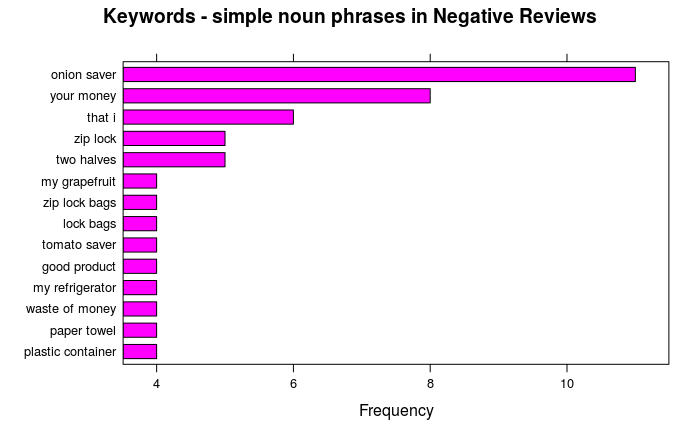 Keywords - simple noun phrases in Negative Reviews
onion saver
your money
that i
zip lock
two halves
my grapefruit
zip lock bags
lock bags
tomato saver
good product
my refrigerator
waste of money
paper towel
plastic container
4 6 8 10
Frequency